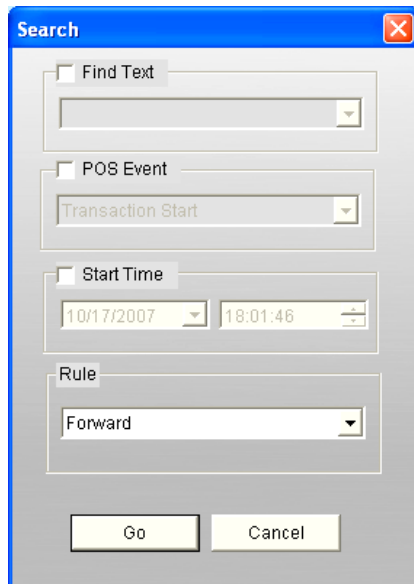 Search
Find Text
POS Event
Transaction Start
Start Time
10/17/2007 18:01:46
Rule
Forward
Go Cancel